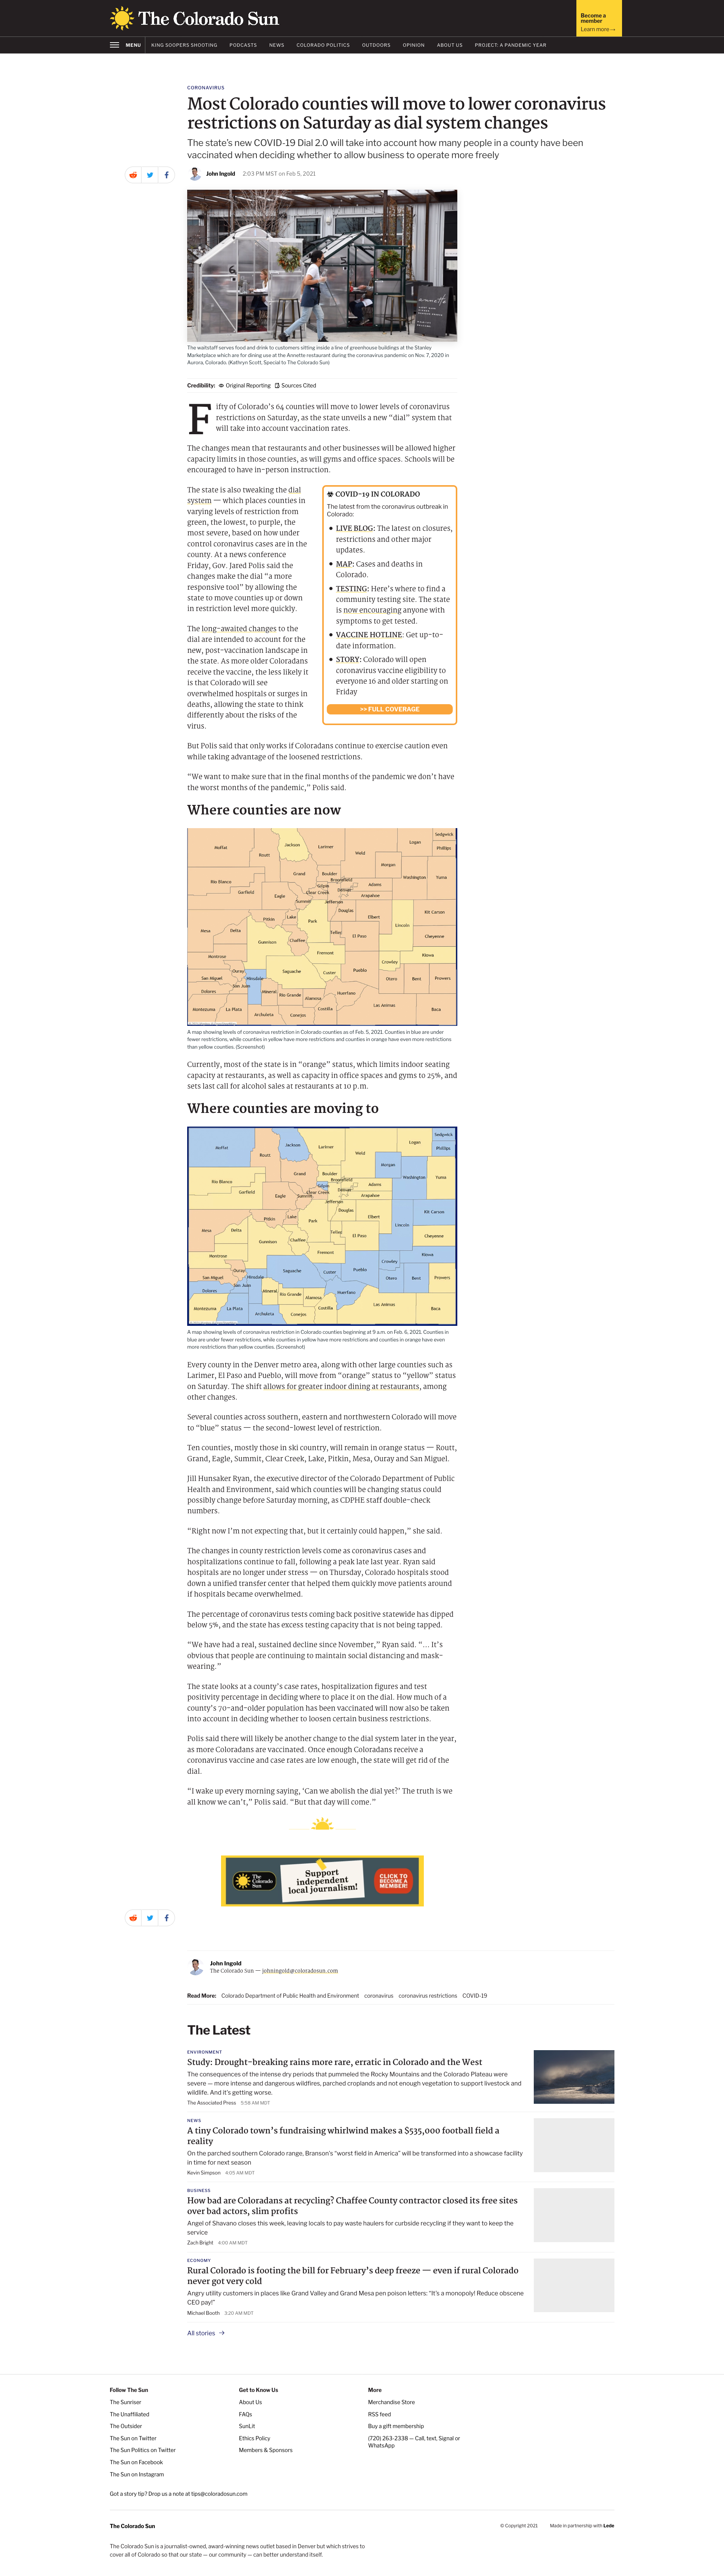 The Colorado Sun
Become a
member
Learn more →
MENU
KING SOOPERS SHOOTING
PODCASTS
NEWS
COLORADO POLITICS
OUTDOORS
OPINION
ABOUT US
PROJECT: A PANDEMIC YEAR
CORONAVIRUS
Most Colorado counties will move to lower coronavirus
restrictions on Saturday as dial system changes
The state's new COVID-19 Dial 2.0 will take into account how many people in a county have been
vaccinated when deciding whether to allow business to operate more freely
John Ingold 2:03 PM MST on Feb 5, 2021
The waitstaff serves food and drink to customers sitting inside a line of greenhouse buildings at the Stanley
Marketplace which are for dining use at the Annette restaurant during the coronavirus pandemic on Nov. 7, 2020 in
Aurora, Colorado. (Kathryn Scott, Special to The Colorado Sun)
Credibility: Original Reporting Sources Cited
Fifty of Colorado's 64 counties will move to lower levels of coronavirus
restrictions on Saturday, as the state unveils a new “dial” system that
will take into account vaccination rates.
The changes mean that restaurants and other businesses will be allowed higher
capacity limits in those counties, as will gyms and office spaces. Schools will be
encouraged to have in-person instruction.
The state is also tweaking the dial
system — which places counties in
varying levels of restriction from
green, the lowest, to purple, the
most severe, based on how under
control coronavirus cases are in the
county. At a news conference
Friday, Gov. Jared Polis said the
changes make the dial “a more
responsive tool” by allowing the
state to move counties up or down
in restriction level more quickly.
The long-awaited changes to the
dial are intended to account for the
new, post-vaccination landscape in
the state. As more older Coloradans
receive the vaccine, the less likely it
is that Colorado will see
overwhelmed hospitals or surges in
deaths, allowing the state to think
differently about the risks of the
virus.
COVID-19 IN COLORADO
The latest from the coronavirus outbreak in
Colorado:
LIVE BLOG: The latest on closures,
restrictions and other major
updates.
MAP: Cases and deaths in
Colorado.
TESTING: Here's where to find a
community testing site. The state
is now encouraging anyone with
symptoms to get tested.
VACCINE HOTLINE: Get up-to-
date information.
STORY: Colorado will open
coronavirus vaccine eligibility to
everyone 16 and older starting on
Friday
>> FULL COVERAGE
But Polis said that only works if Coloradans continue to exercise caution even
while taking advantage of the loosened restrictions.
“We want to make sure that in the final months of the pandemic we don't have
the worst months of the pandemic,” Polis said.
Where counties are now
Sedgwick
Logan
Phillips
Jackson
Larimer
Moffat
Weld
Routt
Morgan
Grand
Boulder
Washington
Yuma
Broomfield
Rio Blanco
Gilpin
Adams
Denver
Clear Creek
Garfield
Arapahoe
Eagle
Summit
Jefferson
Douglas
Elbert
Kit Carson
Lake
Pitkin
Park
Lincoln
Teller
Mesa
Delta
El Paso
Cheyenne
Chaffee
Gunnison
Fremont
Montrose
Kiowa
Crowley
Ouray
Saguache
Custer
Pueblo
San Miguel
Hinsdale
Otero
Bent
Prowers
San Juan
Dolores
Mineral
Rio Grande
Alamosa
Huerfano
Las Animas
Costilla
Montezuma
La Plata
Archuleta
Conejos
Baca
A map showing levels of coronavirus restriction in Colorado counties as of Feb. 5, 2021. Counties in blue are under
fewer restrictions, while counties in yellow have more restrictions and counties in orange have even more restrictions
than yellow counties. (Screenshot)
Currently, most of the state is in “orange” status, which limits indoor seating
capacity at restaurants, as well as capacity in office spaces and gyms to 25%, and
sets last call for alcohol sales at restaurants at 10 p.m.
Where counties are moving to
Sedgwick
Logan
Phillips
Jackson
Larimer
Moffat
Weld
Routt
Morgan
Grand
Boulder
Washington
Yuma
Broomfield
Rio Blanco
Gilpin
Adams
Denver
Clear Creek
Garfield
Arapahoe
Eagle
Summit
Jefferson
Douglas
Elbert
Kit Carson
Lake
Pitkin
Park
Lincoln
Teller
Mesa
Delta
El Paso
Cheyenne
Chaffee
Gunnison
Fremont
Montrose
Kiowa
Crowley
Ouray
Saguache
Custer
Pueblo
San Miguel
Hinsdale
Otero
Bent
Prowers
San Juan
Dolores
Mineral
Rio Grande
Alamosa
Huerfano
Las Animas
Costilla
Montezuma
La Plata
Archuleta
Conejos
Baca
A map showing levels of coronavirus restriction in Colorado counties beginning at 9 a.m. on Feb. 6, 2021. Counties in
blue are under fewer restrictions, while counties in yellow have more restrictions and counties in orange have even
more restrictions than yellow counties. (Screenshot)
Every county in the Denver metro area, along with other large counties such as
Larimer, El Paso and Pueblo, will move from “orange” status to “yellow” status
on Saturday. The shift allows for greater indoor dining at restaurants, among
other changes.
Several counties across southern, eastern and northwestern Colorado will move
to “blue” status — the second-lowest level of restriction.
Ten counties, mostly those in ski country, will remain in orange status — Routt,
Grand, Eagle, Summit, Clear Creek, Lake, Pitkin, Mesa, Ouray and San Miguel.
Jill Hunsaker Ryan, the executive director of the Colorado Department of Public
Health and Environment, said which counties will be changing status could
possibly change before Saturday morning, as CDPHE staff double-check
numbers.
“Right now I'm not expecting that, but it certainly could happen,” she said.
The changes in county restriction levels come as coronavirus cases and
hospitalizations continue to fall, following a peak late last year. Ryan said
hospitals are no longer under stress — on Thursday, Colorado hospitals stood
down a unified transfer center that helped them quickly move patients around
if hospitals became overwhelmed.
The percentage of coronavirus tests coming back positive statewide has dipped
below 5%, and the state has excess testing capacity that is not being tapped.
“We have had a real, sustained decline since November,” Ryan said. “… It's
obvious that people are continuing to maintain social distancing and mask-
wearing.”
The state looks at a county's case rates, hospitalization figures and test
positivity percentage in deciding where to place it on the dial. How much of a
county's 70-and-older population has been vaccinated will now also be taken
into account in deciding whether to loosen certain business restrictions.
Polis said there will likely be another change to the dial system later in the year,
as more Coloradans are vaccinated. Once enough Coloradans receive a
coronavirus vaccine and case rates are low enough, the state will get rid of the
dial.
“I wake up every morning saying, ‘Can we abolish the dial yet?’ The truth is we
all know we can't,” Polis said. “But that day will come.”
The
Colorado
Sun
Support
independent
local journalism!
CLICK TO
BECOME A
MEMBER!
John Ingold
The Colorado Sun — johningold@coloradosun.com
Read More: Colorado Department of Public Health and Environment coronavirus coronavirus restrictions COVID-19
The Latest
ENVIRONMENT
Study: Drought-breaking rains more rare, erratic in Colorado and the West
The consequences of the intense dry periods that pummeled the Rocky Mountains and the Colorado Plateau were
severe — more intense and dangerous wildfires, parched croplands and not enough vegetation to support livestock and
wildlife. And it's getting worse.
The Associated Press 5:56 AM MDT
NEWS
A tiny Colorado town's fundraising whirlwind makes a $535,000 football field a
reality
On the parched southern Colorado range, Branson's “worst field in America” will be transformed into a showcase facility
in time for next season
Kevin Simpson 4:05 AM MDT
BUSINESS
How bad are Coloradans at recycling? Chaffee County contractor closed its free sites
over bad actors, slim profits
Angel of Shavano closes this week, leaving locals to pay waste haulers for curbside recycling if they want to keep the
service
Zach Bright 4:00 AM MDT
ECONOMY
Rural Colorado is footing the bill for February's deep freeze — even if rural Colorado
never got very cold
Angry utility customers in places like Grand Valley and Grand Mesa pen poison letters: “It's a monopoly! Reduce obscene
CEO pay!”
Michael Booth 3:20 AM MDT
All stories →
Follow The Sun
The Sunriser
The Unaffiliated
The Outsider
The Sun on Twitter
The Sun Politics on Twitter
The Sun on Facebook
The Sun on Instagram
Get to Know Us
About Us
FAQs
SunLit
Ethics Policy
Members & Sponsors
More
Merchandise Store
RSS feed
Buy a gift membership
(720) 263-2338 — Call, text, Signal or
WhatsApp
Got a story tip? Drop us a note at tips@coloradosun.com
The Colorado Sun
© Copyright 2021 Made in partnership with Lede
The Colorado Sun is a journalist-owned, award-winning news outlet based in Denver but which strives to
cover all of Colorado so that our state — our community — can better understand itself.